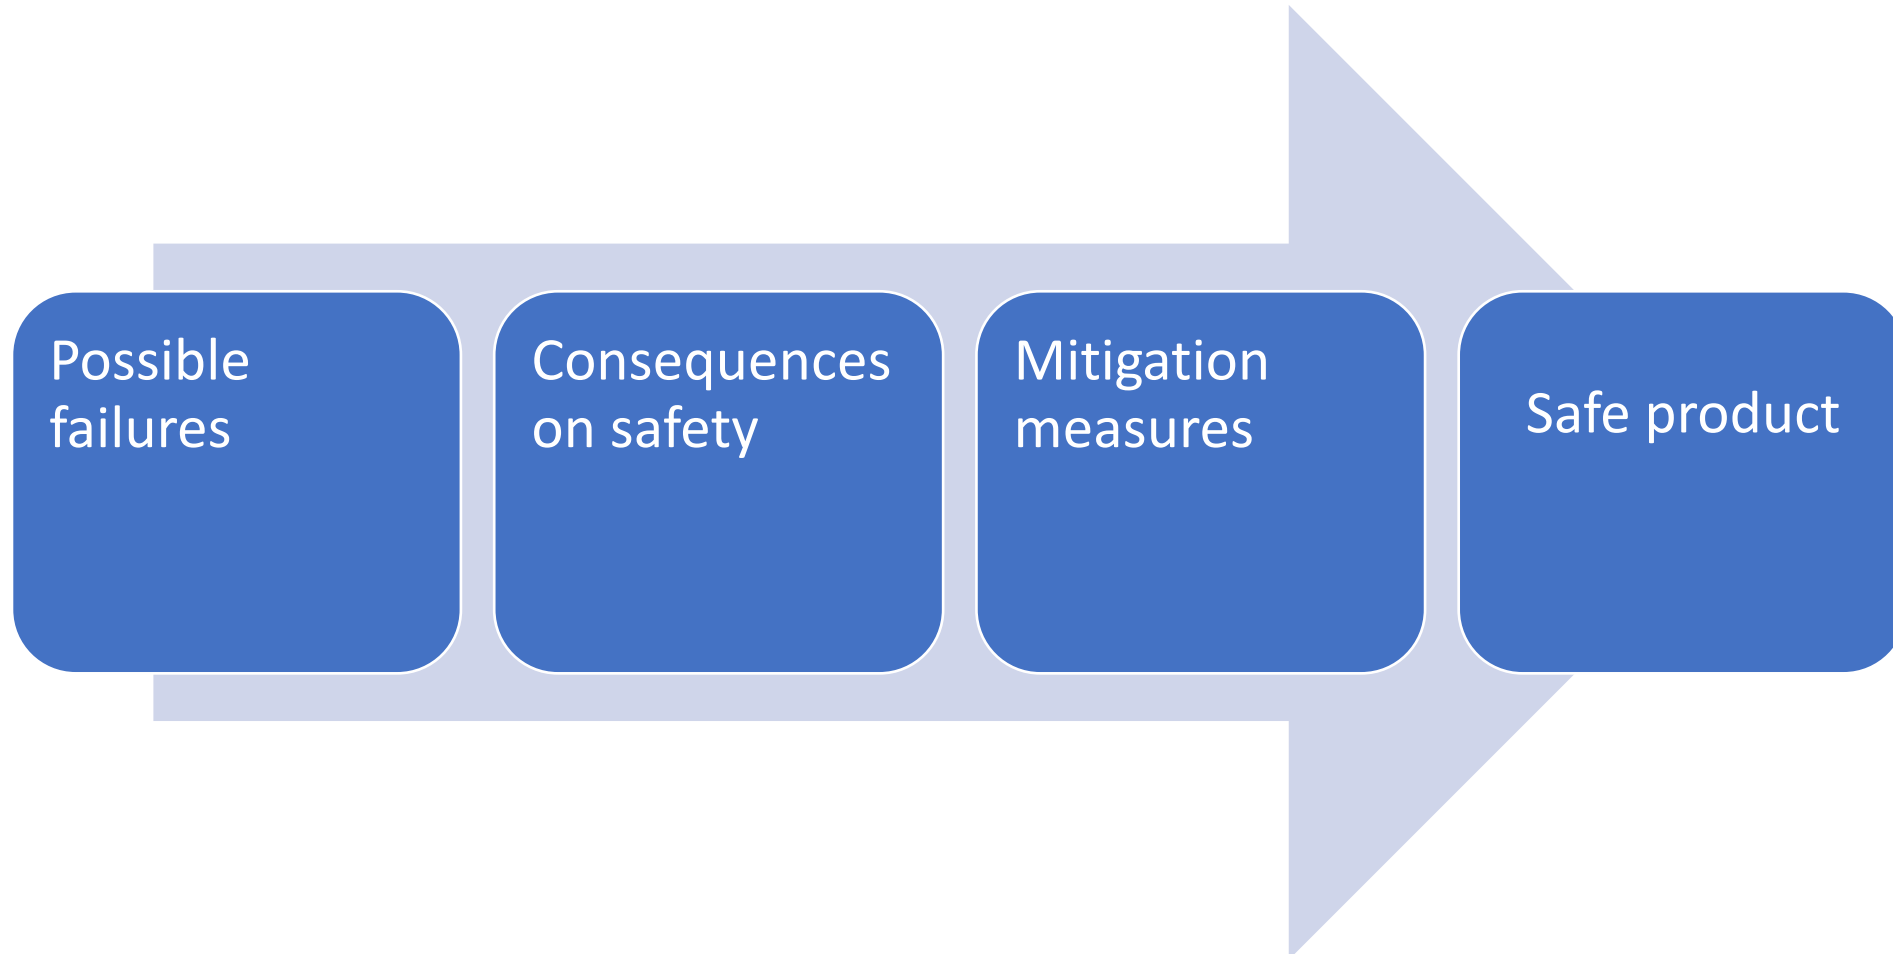 Possible
failures
Consequences
on safety
Mitigation
measures
Safe product